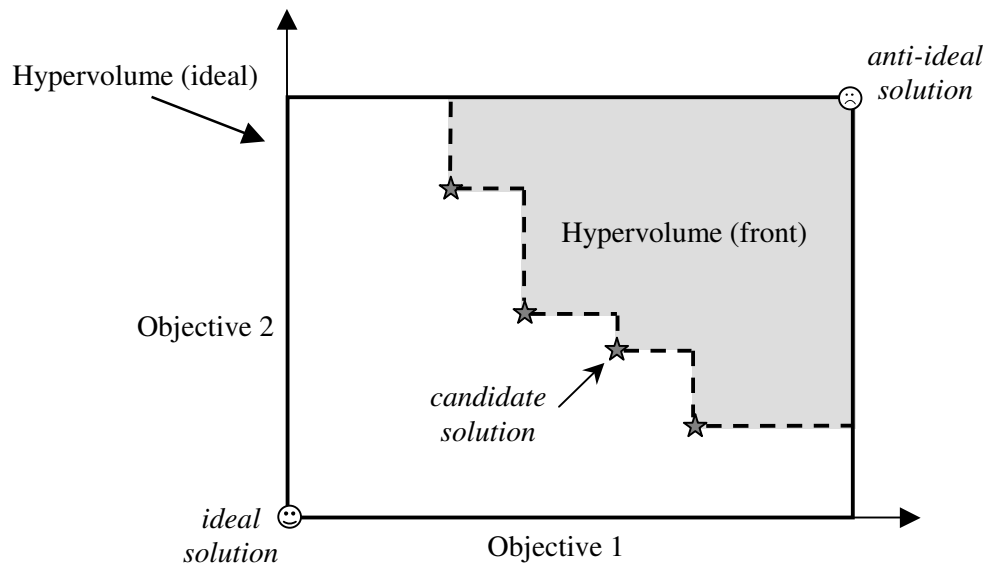 anti-ideal
solution
Hypervolume (ideal)
Hypervolume (front)
Objective 2
candidate
solution
ideal
solution
Objective 1